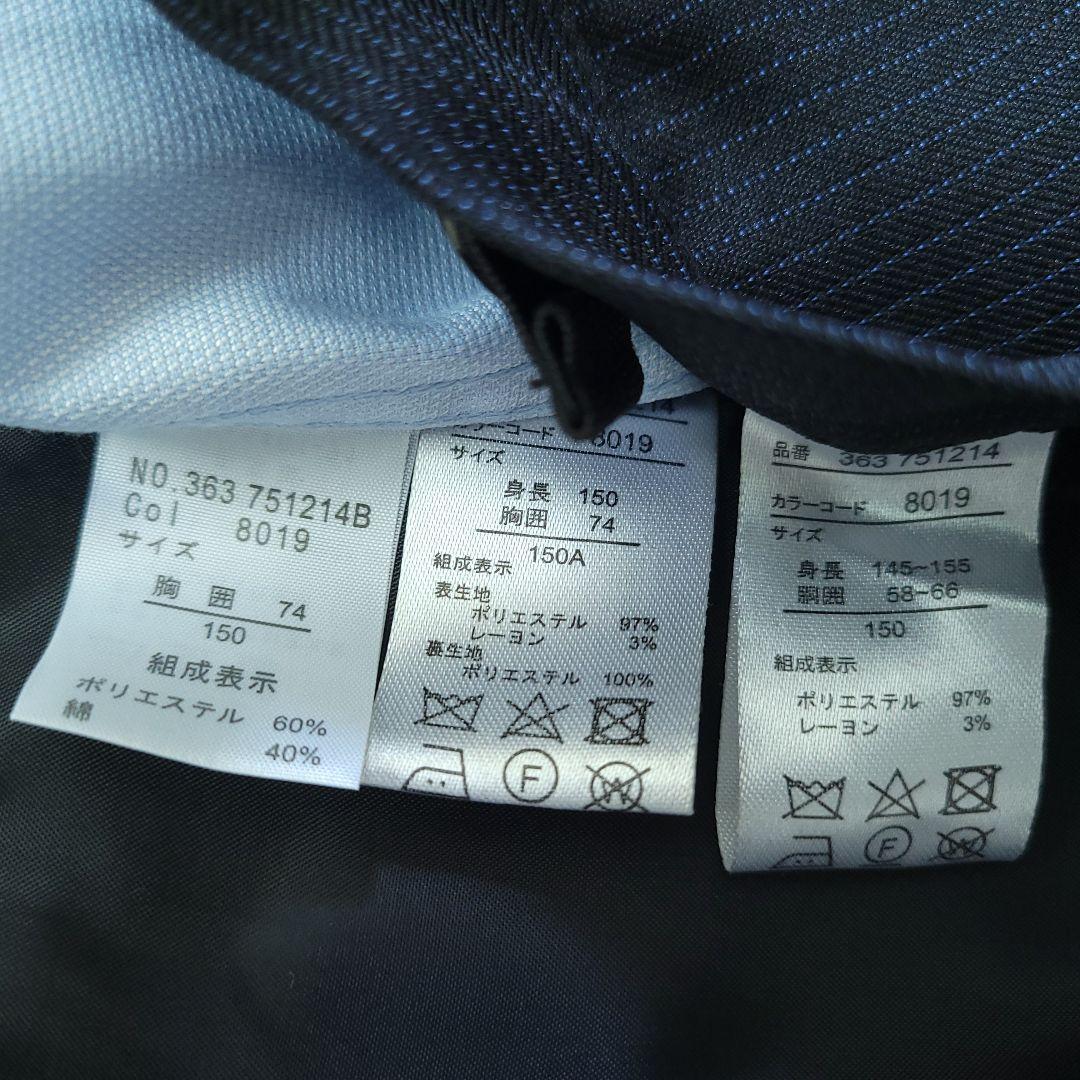 NO.363 751214B
Col 8019
サイズ
胸 囲 74
150
組成表示
ポリエステル 60%
綿 40%
14
カラーコード 8019
サイズ
身長 150
胸囲 74
150A
組成表示
表生地
ポリエステル 97%
レーヨン 3%
裏生地
ポリエステル 100%
F
W
品番 363 751214
カラーコード 8019
サイズ
身長 145~155
胴囲 58-66
150
組成表示
ポリエステル 97%
レーヨン 3%
F
W